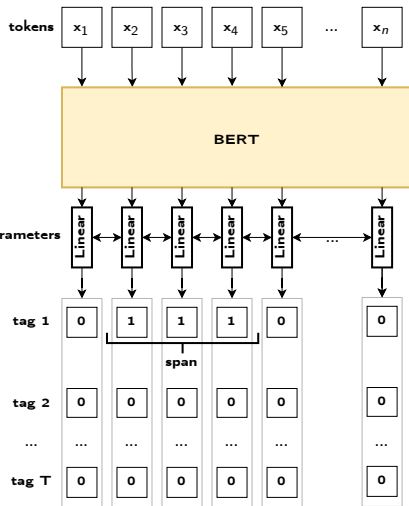 tokens x1 x2 x3 x4 x5 ... xn
BERT
rameters Linear Linear Linear Linear Linear ... Linear
tag 1 0 1 1 1 0 0
span
tag 2 0 0 0 0 0 0
... ... ... ... ... ... ...
tag T 0 0 0 0 0 0